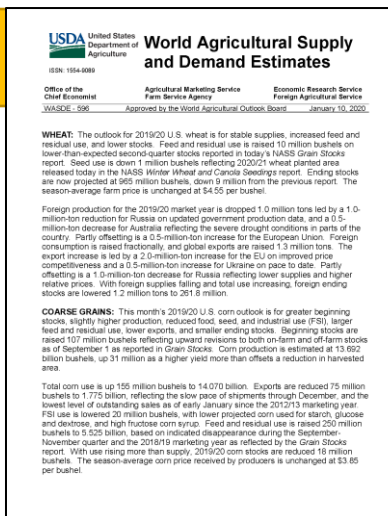 USDA United States
Department of
Agriculture
World Agricultural Supply
and Demand Estimates
ISSN: 1554-9089
Office of the
Chief Economist
Agricultural Marketing Service
Farm Service Agency
Economic Research Service
Foreign Agricultural Service
WASDE - 596 Approved by the World Agricultural Outlook Board January 10, 2020
WHEAT: The outlook for 2019/20 U.S. wheat is for stable supplies, increased feed and
residual use, and lower stocks. Feed and residual use is raised 10 million bushels on
lower-than-expected second-quarter stocks reported in today's NASS Grain Stocks
report. Seed use is down 1 million bushels reflecting 2020/21 wheat planted area
released today in the NASS Winter Wheat and Canola Seedings report. Ending stocks
are now projected at 965 million bushels, down 9 million from the previous report. The
season-average farm price is unchanged at $4.55 per bushel.
Foreign production for the 2019/20 market year is dropped 1.0 million tons led by a 1.0-
million-ton reduction for Russia on updated government production data, and a 0.5-
million-ton decrease for Australia reflecting the severe drought conditions in parts of the
country. Partly offsetting is a 0.5-million-ton increase for the European Union. Foreign
consumption is raised fractionally, and global exports are raised 1.3 million tons. The
export increase is led by a 2.0-million-ton increase for the EU on improved price
competitiveness and a 0.5-million-ton increase for Ukraine on pace to date. Partly
offsetting is a 1.0-million-ton decrease for Russia reflecting lower supplies and higher
relative prices. With foreign supplies falling and total use increasing, foreign ending
stocks are lowered 1.2 million tons to 261.8 million.
COARSE GRAINS: This month's 2019/20 U.S. corn outlook is for greater beginning
stocks, slightly higher production, reduced food, seed, and industrial use (FSI), larger
feed and residual use, lower exports, and smaller ending stocks. Beginning stocks are
raised 107 million bushels reflecting upward revisions to both on-farm and off-farm stocks
as of September 1 as reported in Grain Stocks. Corn production is estimated at 13.692
billion bushels, up 31 million as a higher yield more than offsets a reduction in harvested
area.
Total corn use is up 155 million bushels to 14.070 billion. Exports are reduced 75 million
bushels to 1.775 billion, reflecting the slow pace of shipments through December, and the
lowest level of outstanding sales as of early January since the 2012/13 marketing year.
FSI use is lowered 20 million bushels, with lower projected corn used for starch, glucose
and dextrose, and high fructose corn syrup. Feed and residual use is raised 250 million
bushels to 5.525 billion, based on indicated disappearance during the September-
November quarter and the 2018/19 marketing year as reflected by the Grain Stocks
report. With use rising more than supply, 2019/20 corn stocks are reduced 18 million
bushels. The season-average corn price received by producers is unchanged at $3.85
per bushel.